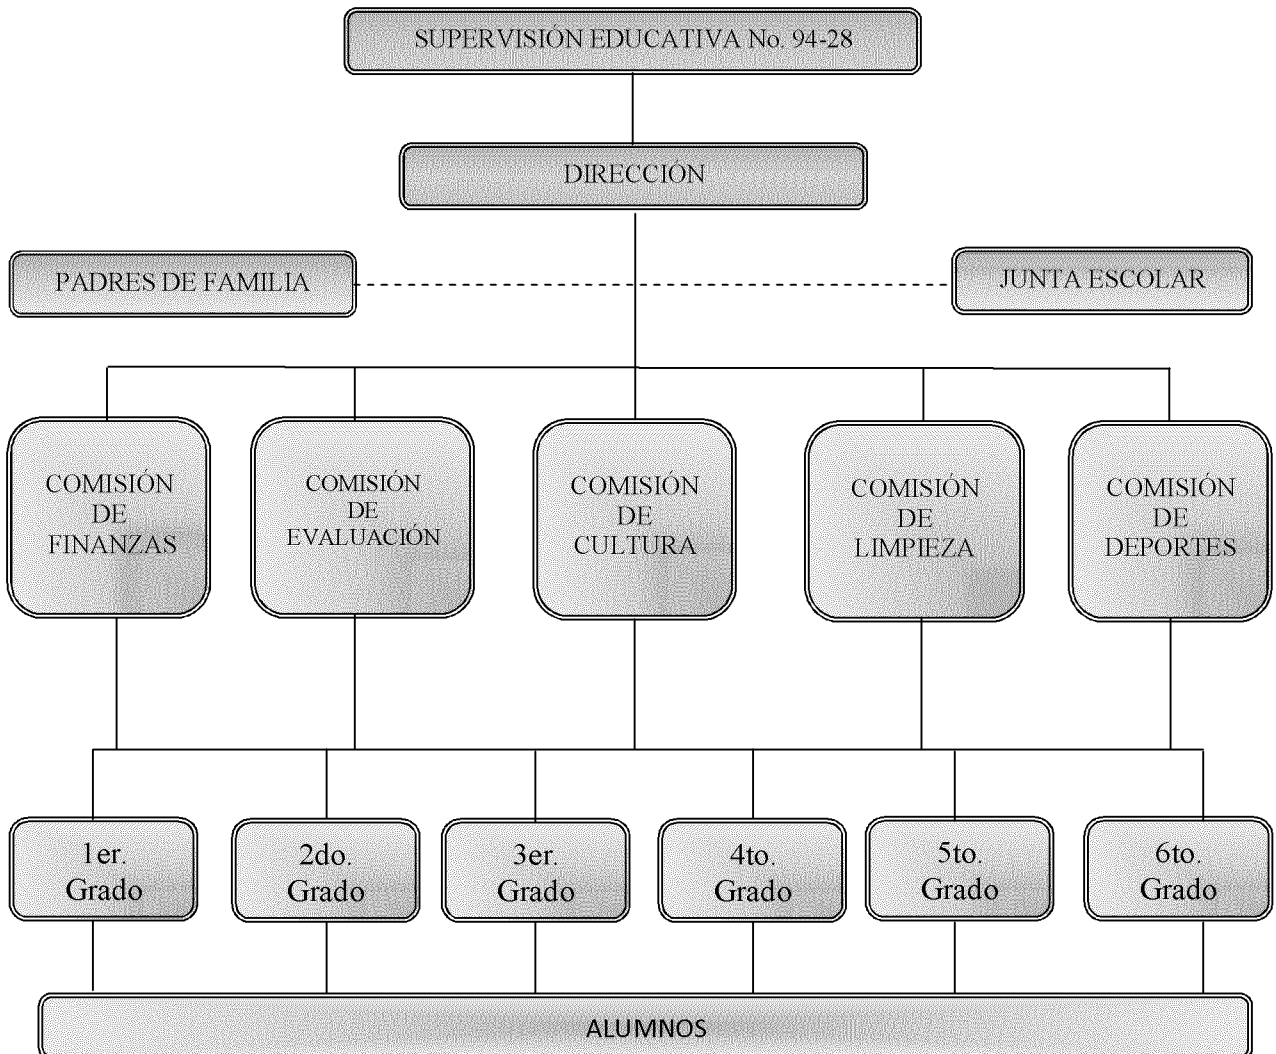 SUPERVISIÓN EDUCATIVA No. 94-28
DIRECCIÓN
PADRES DE FAMILIA
JUNTA ESCOLAR
COMISIÓN
DE
FINANZAS
COMISIÓN
DE
EVALUACIÓN
COMISIÓN
DE
CULTURA
COMISIÓN
DE
LIMPIEZA
COMISIÓN
DE
DEPORTES
1er.
Grado
2do.
Grado
3er.
Grado
4to.
Grado
5to.
Grado
6to.
Grado
ALUMNOS